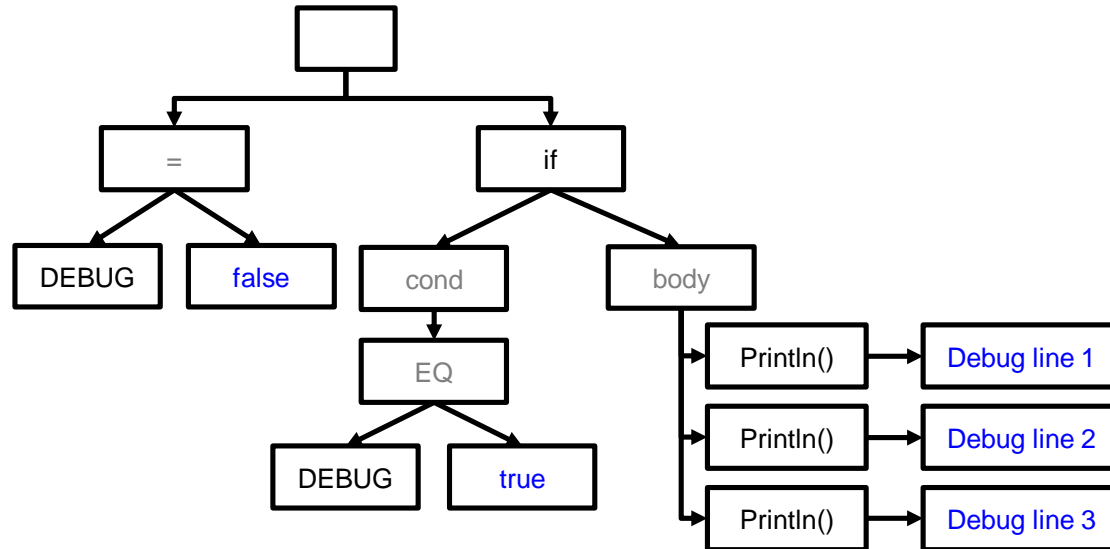 =
if
DEBUG
false
cond
body
EQ
DEBUG
true
Println()
Debug line 1
Println()
Debug line 2
Println()
Debug line 3